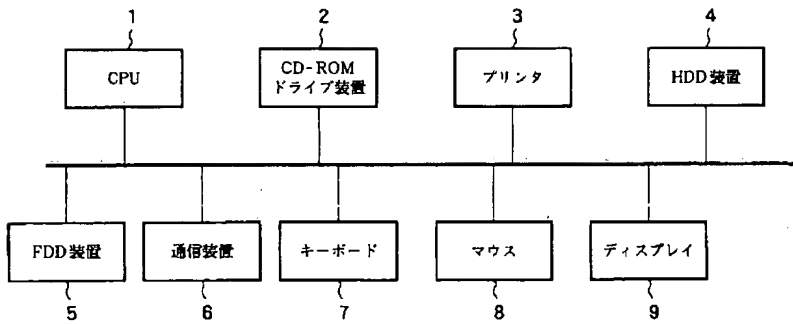 1
2
3
4
CPU
CD-ROM
ドライブ装置
プリンタ
HDD装置
FDD装置
通信装置
キーボード
マウス
ディスプレイ
5
6
7
8
9